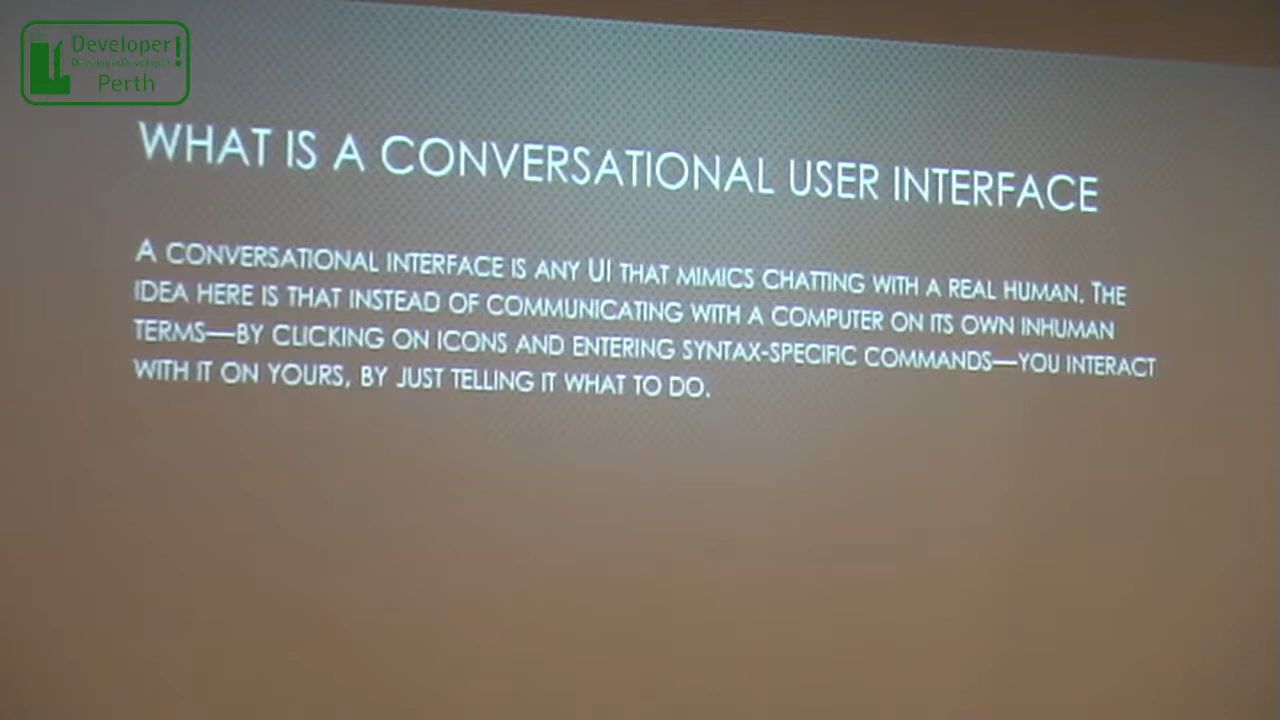 Developer!
DevelopDeveloper
Perth
WHAT IS A CONVERSATIONAL USER INTERFACE
A CONVERSATIONAL INTERFACE IS ANY UI THAT MIMICS CHATTING WITH A REAL HUMAN. THE
IDEA HERE IS THAT INSTEAD OF COMMUNICATING WITH A COMPUTER ON ITS OWN INHUMAN
TERMS—BY CLICKING ON ICONS AND ENTERING SYNTAX-SPECIFIC COMMANDS—YOU INTERACT
WITH IT ON YOURS, BY JUST TELLING IT WHAT TO DO.